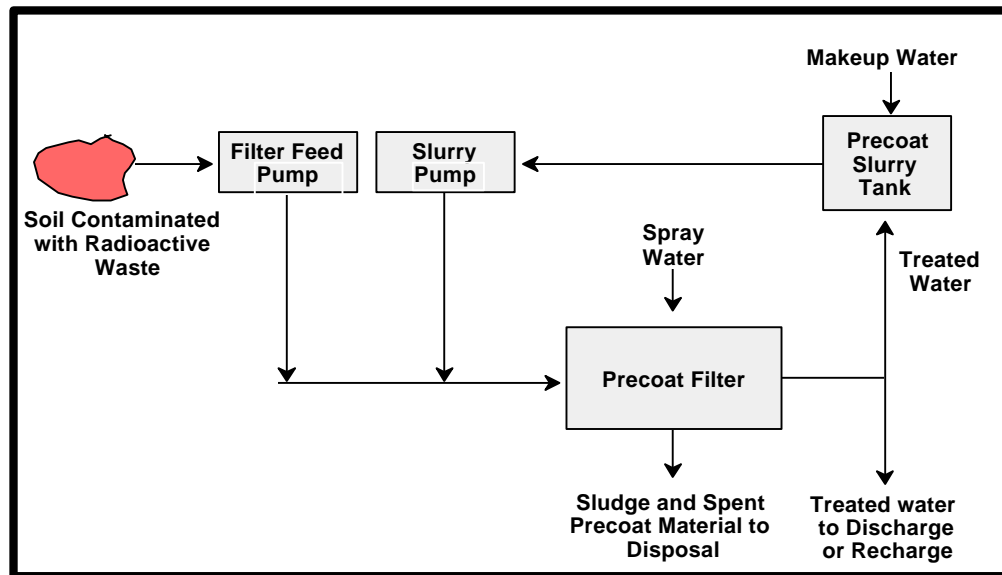 Makeup Water
Filter Feed
Pump
Slurry
Pump
Precoat
Slurry
Tank
Soil Contaminated
with Radioactive
Waste
Spray
Water
Treated
Water
Precoat Filter
Sludge and Spent
Precoat Material to
Disposal
Treated water
to Discharge
or Recharge